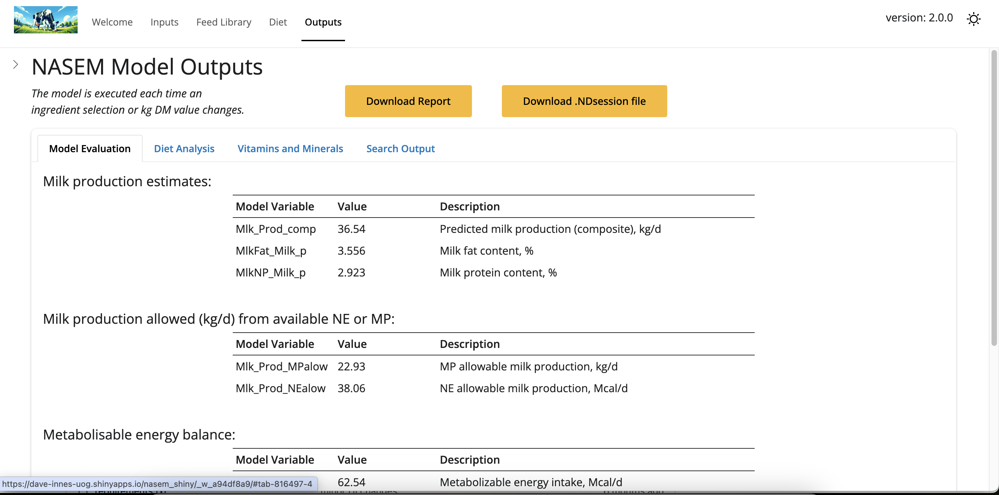 Welcome Inputs Feed Library Diet Outputs version: 2.0.0
NASEM Model Outputs
The model is executed each time an
ingredient selection or kg DM value changes.
Download Report Download .NDsession file
Model Evaluation Diet Analysis Vitamins and Minerals Search Output
Milk production estimates:
Model Variable Value Description
Mlk_Prod_comp 36.54 Predicted milk production (composite), kg/d
MlkFat_Milk_p 3.556 Milk fat content, %
MlkNP_Milk_p 2.923 Milk protein content, %
Milk production allowed (kg/d) from available NE or MP:
Model Variable Value Description
Mlk_Prod_MPalow 22.93 MP allowable milk production, kg/d
Mlk_Prod_NEalow 38.06 NE allowable milk production, Mcal/d
Metabolisable energy balance:
Model Variable Value Description
62.54 Metabolizable energy intake, Mcal/d
https://dave-innes-uog.shinyapps.io/nasem_shiny/_w_a94df8a9/#tab-816497-4